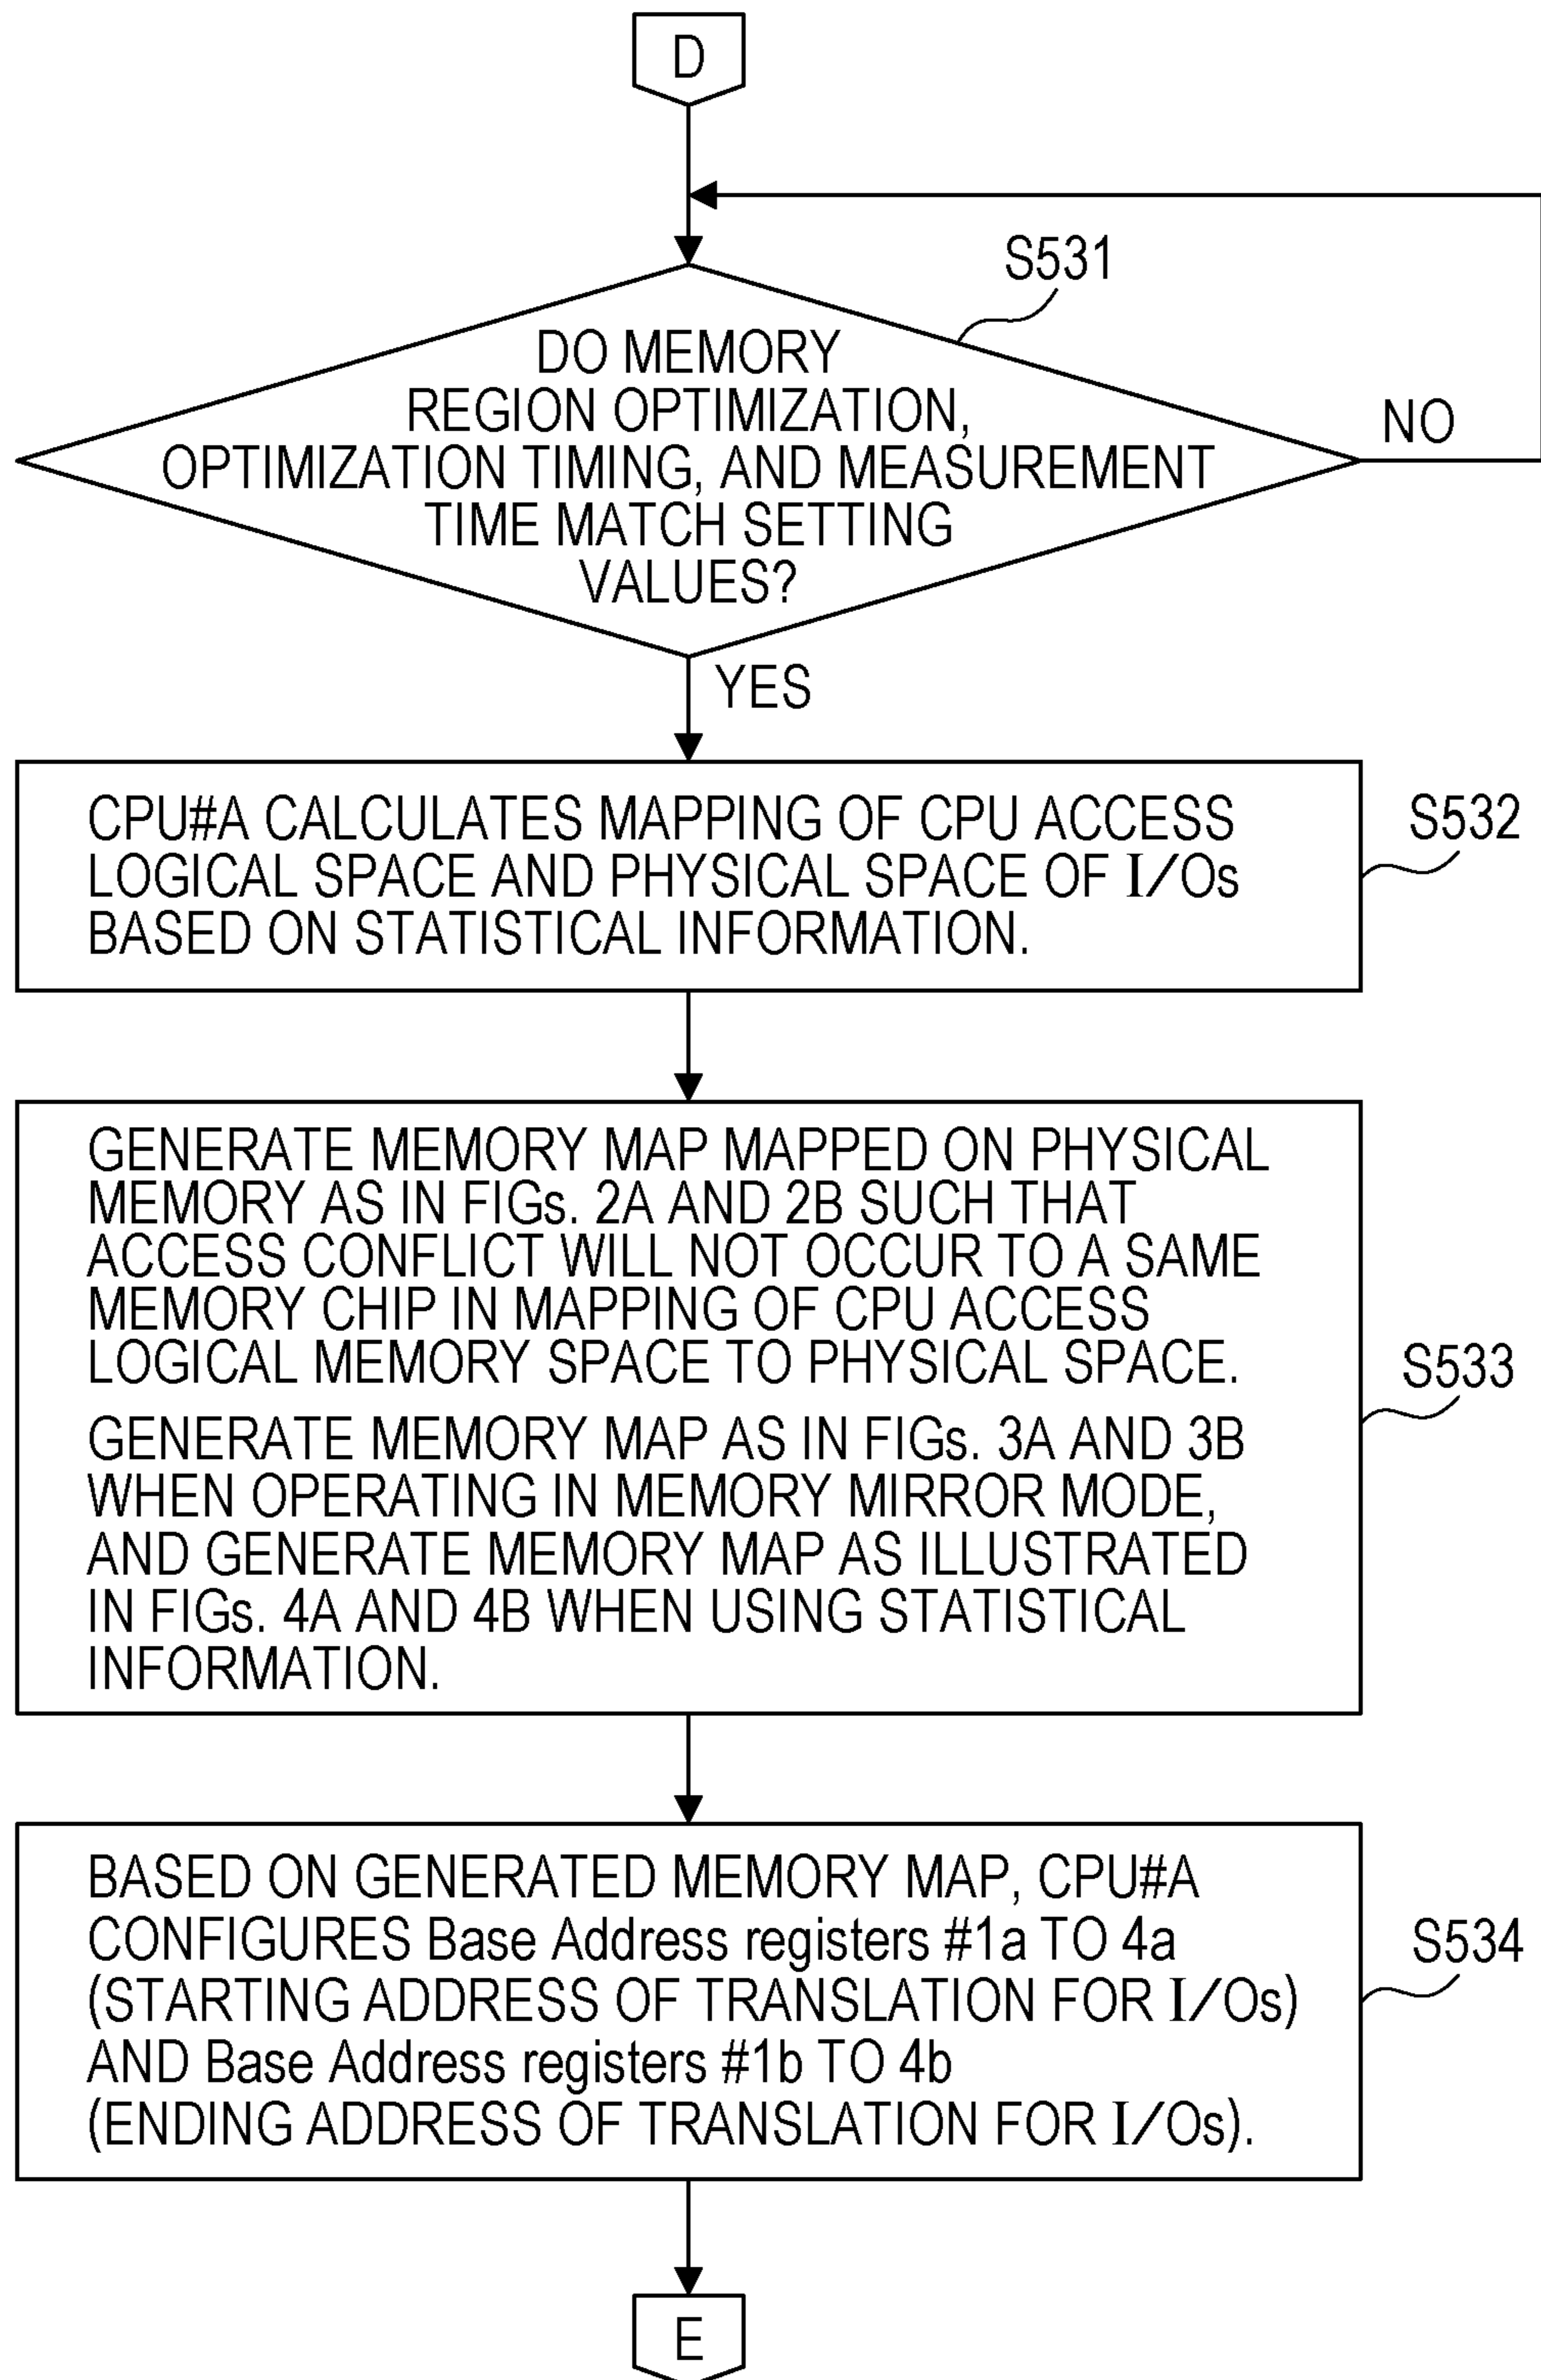 D
S531
DO MEMORY
REGION OPTIMIZATION,
OPTIMIZATION TIMING, AND MEASUREMENT
TIME MATCH SETTING
VALUES?
NO
YES
CPU#A CALCULATES MAPPING OF CPU ACCESS
LOGICAL SPACE AND PHYSICAL SPACE OF I/Os
BASED ON STATISTICAL INFORMATION.
S532
GENERATE MEMORY MAP MAPPED ON PHYSICAL
MEMORY AS IN FIGs. 2A AND 2B SUCH THAT
ACCESS CONFLICT WILL NOT OCCUR TO A SAME
MEMORY CHIP IN MAPPING OF CPU ACCESS
LOGICAL MEMORY SPACE TO PHYSICAL SPACE.
GENERATE MEMORY MAP AS IN FIGs. 3A AND 3B
WHEN OPERATING IN MEMORY MIRROR MODE,
AND GENERATE MEMORY MAP AS ILLUSTRATED
IN FIGs. 4A AND 4B WHEN USING STATISTICAL
INFORMATION.
S533
BASED ON GENERATED MEMORY MAP, CPU#A
CONFIGURES Base Address registers #1a TO 4a
(STARTING ADDRESS OF TRANSLATION FOR I/Os)
AND Base Address registers #1b TO 4b
(ENDING ADDRESS OF TRANSLATION FOR I/Os).
S534
E